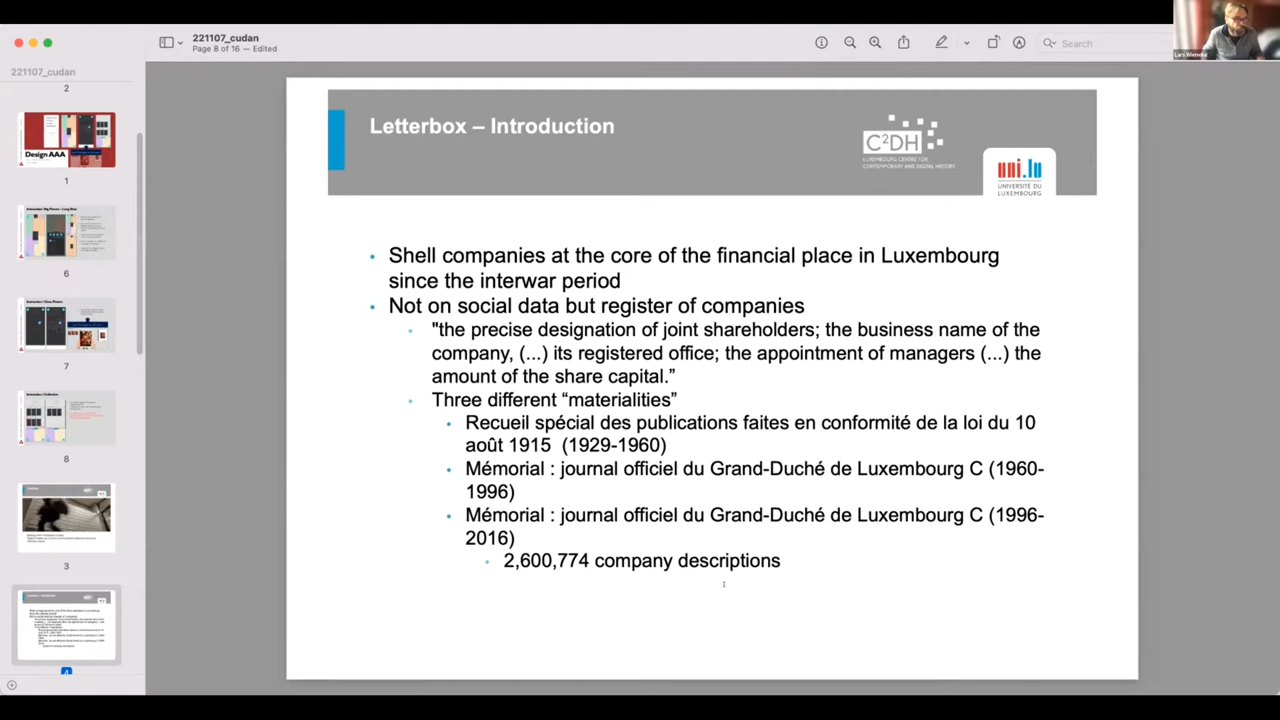 221107_cudan
Page 8 of 16 — Edited
Search
Lars Wieneke
221107_cudan
2
Design AAA
1
6
7
8
3
4
Letterbox – Introduction
C²DH
LUXEMBOURG CENTRE FOR
CONTEMPORARY AND DIGITAL HISTORY
uni.lu
UNIVERSITÉ DU
LUXEMBOURG
Shell companies at the core of the financial place in Luxembourg
since the interwar period
Not on social data but register of companies
"the precise designation of joint shareholders; the business name of the
company, (...) its registered office; the appointment of managers (...) the
amount of the share capital.”
Three different “materialities”
Recueil spécial des publications faites en conformité de la loi du 10
août 1915 (1929-1960)
Mémorial : journal officiel du Grand-Duché de Luxembourg C (1960-
1996)
Mémorial : journal officiel du Grand-Duché de Luxembourg C (1996-
2016)
2,600,774 company descriptions